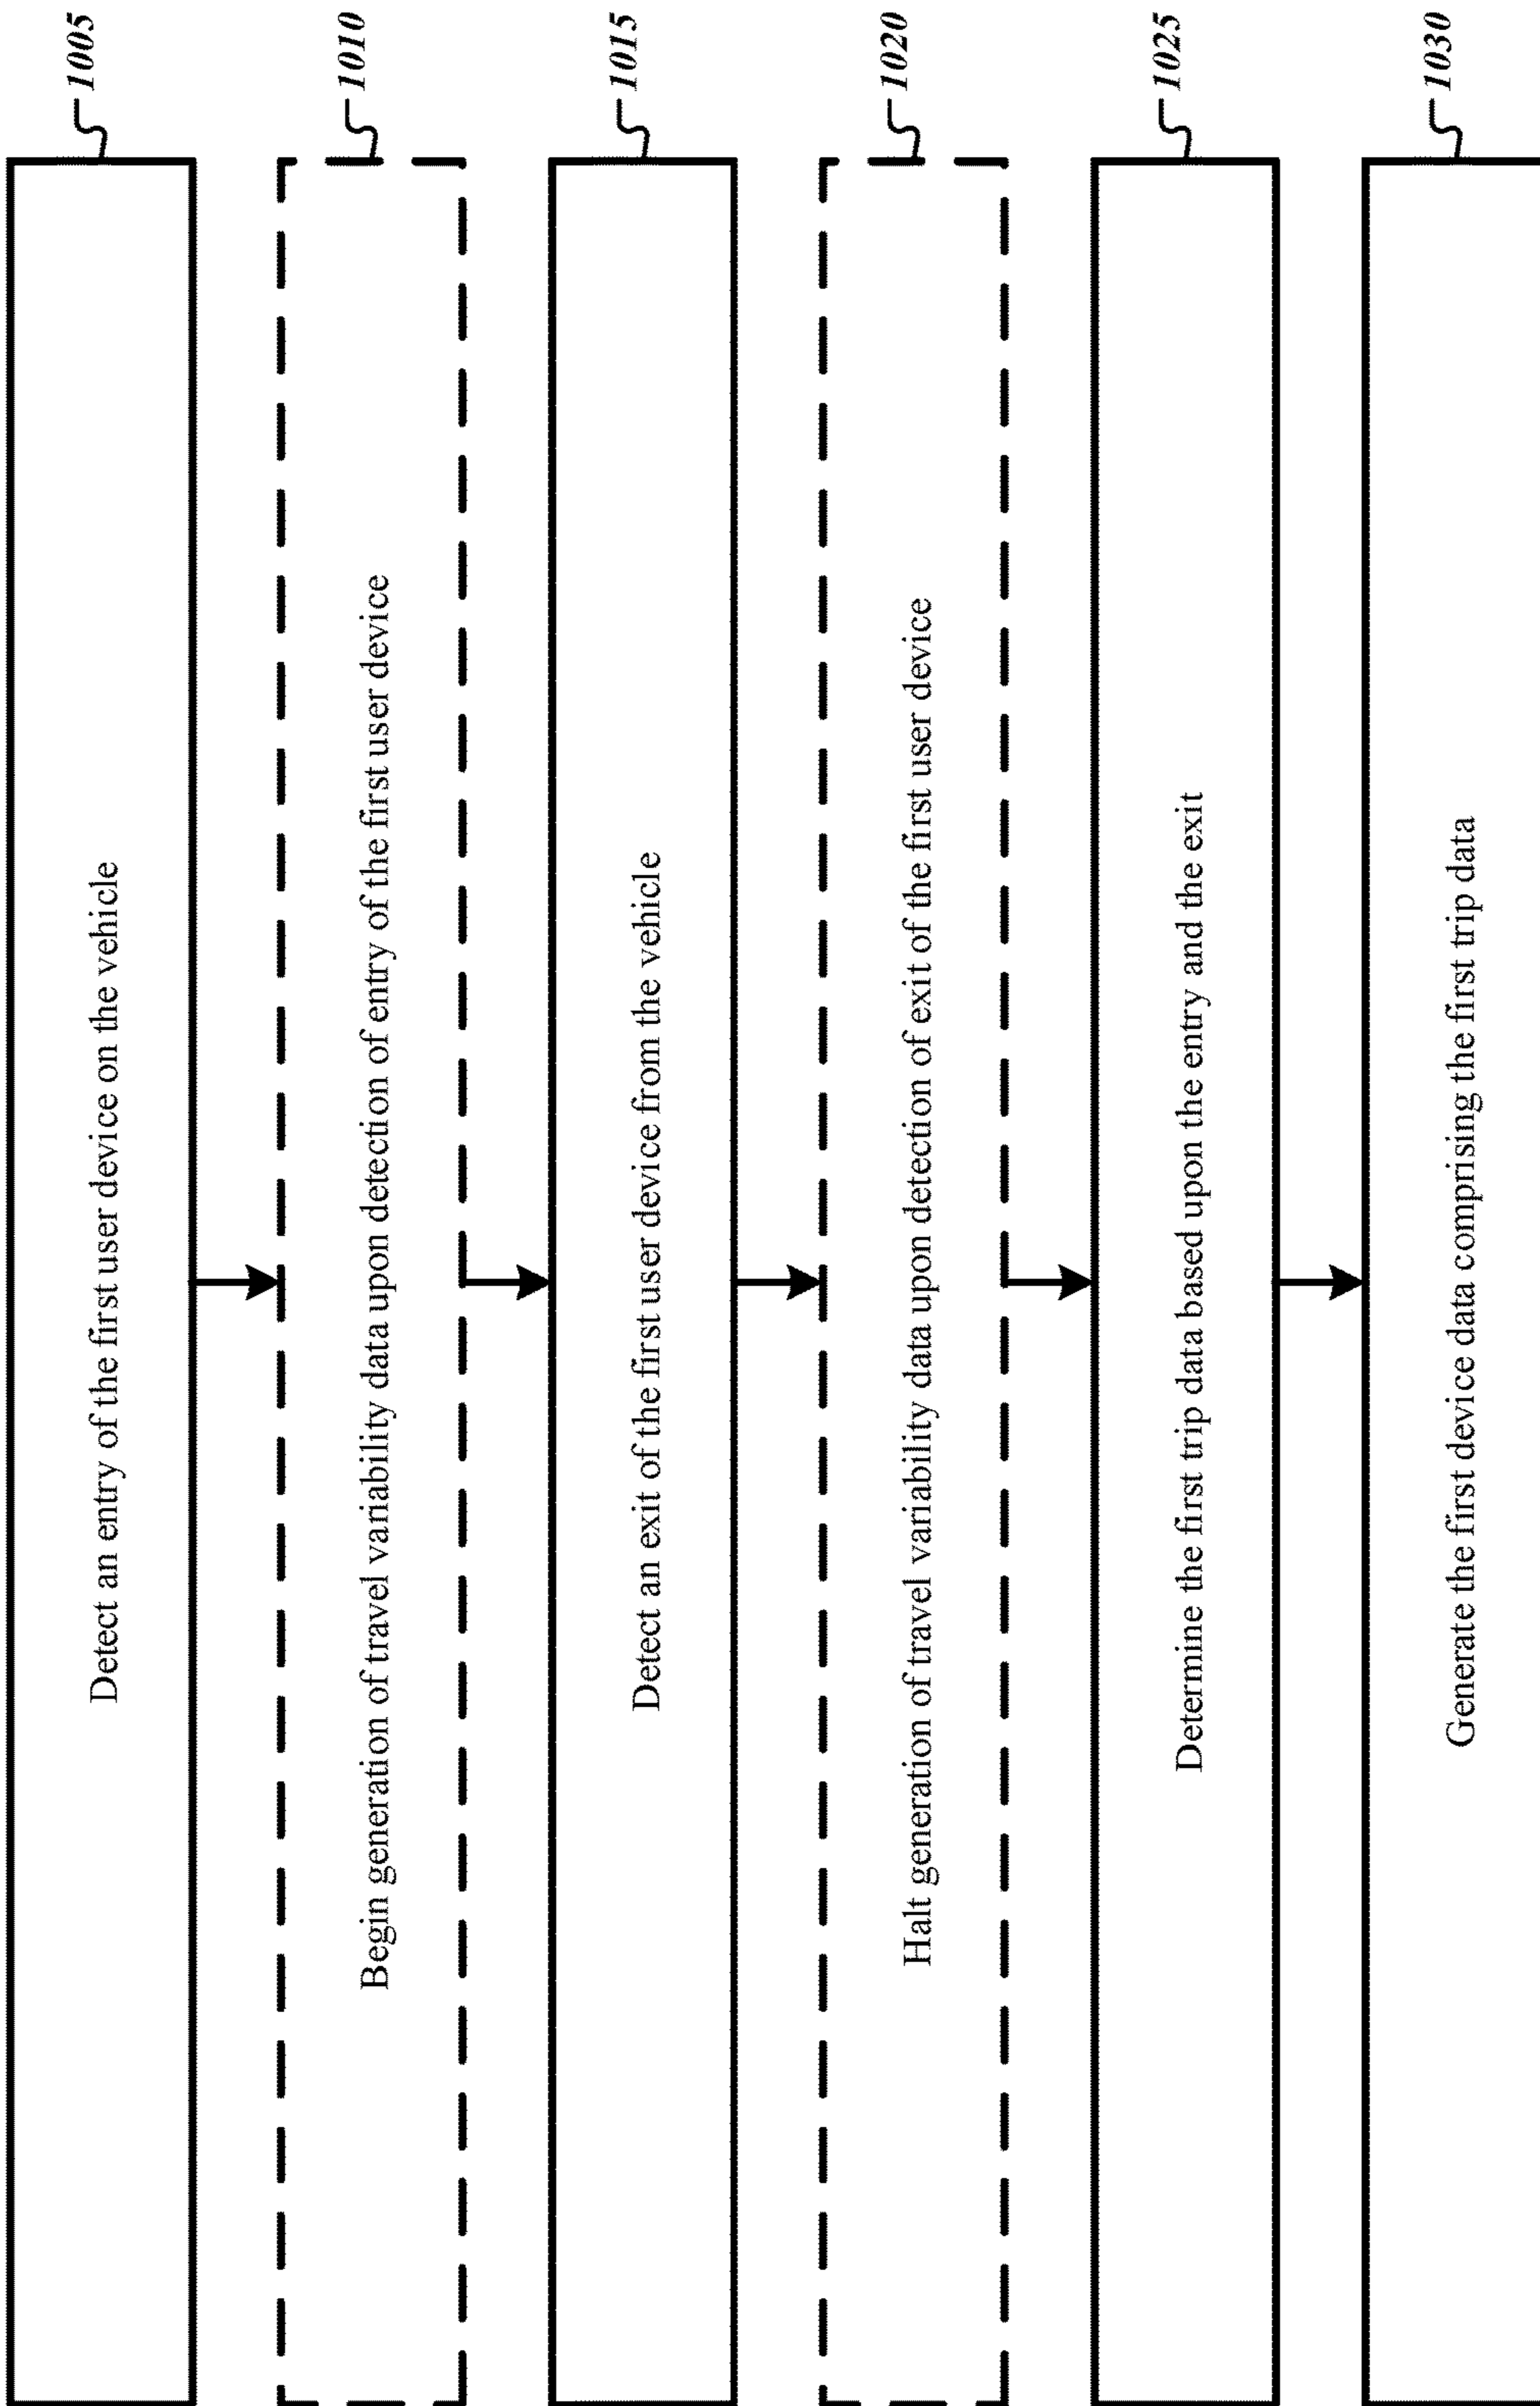 1005
Detect an entry of the first user device on the vehicle
1010
Begin generation of travel variability data upon detection of entry of the first user device
1015
Detect an exit of the first user device from the vehicle
1020
Halt generation of travel variability data upon detection of exit of the first user device
1025
Determine the first trip data based upon the entry and the exit
1030
Generate the first device data comprising the first trip data